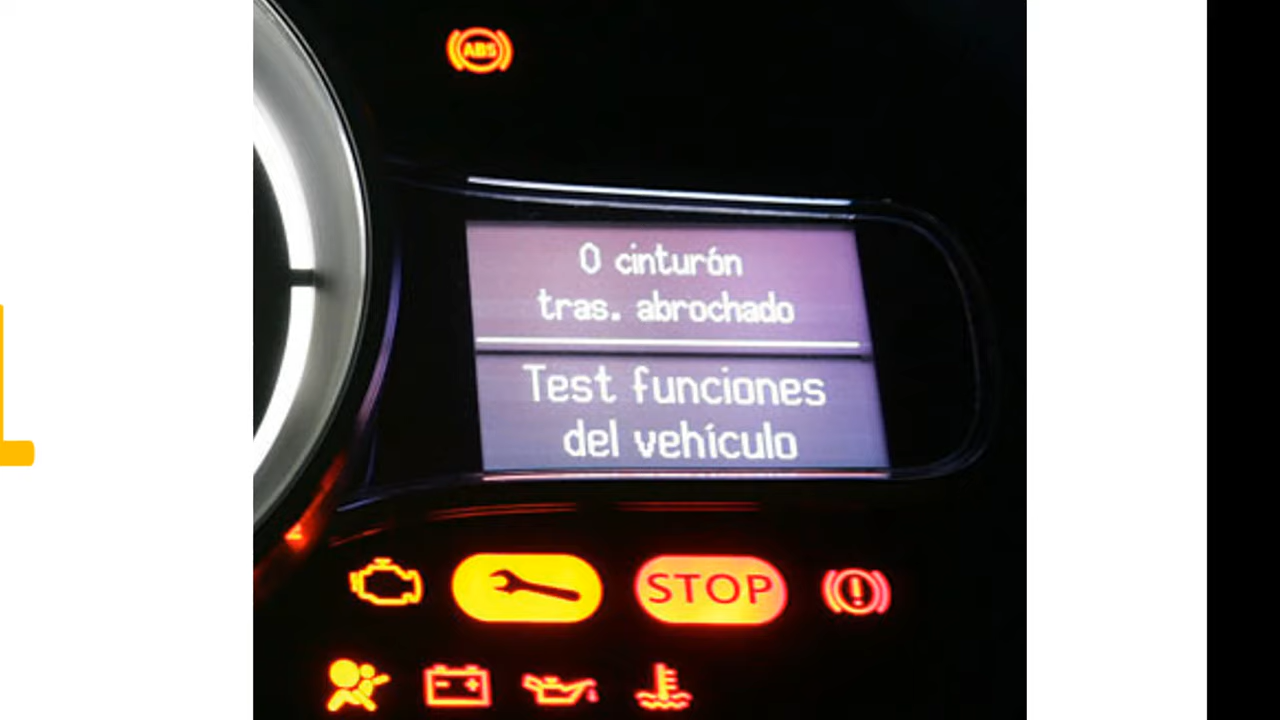 ABS
0 cinturón
tras. abrochado
Test funciones
del vehículo
STOP